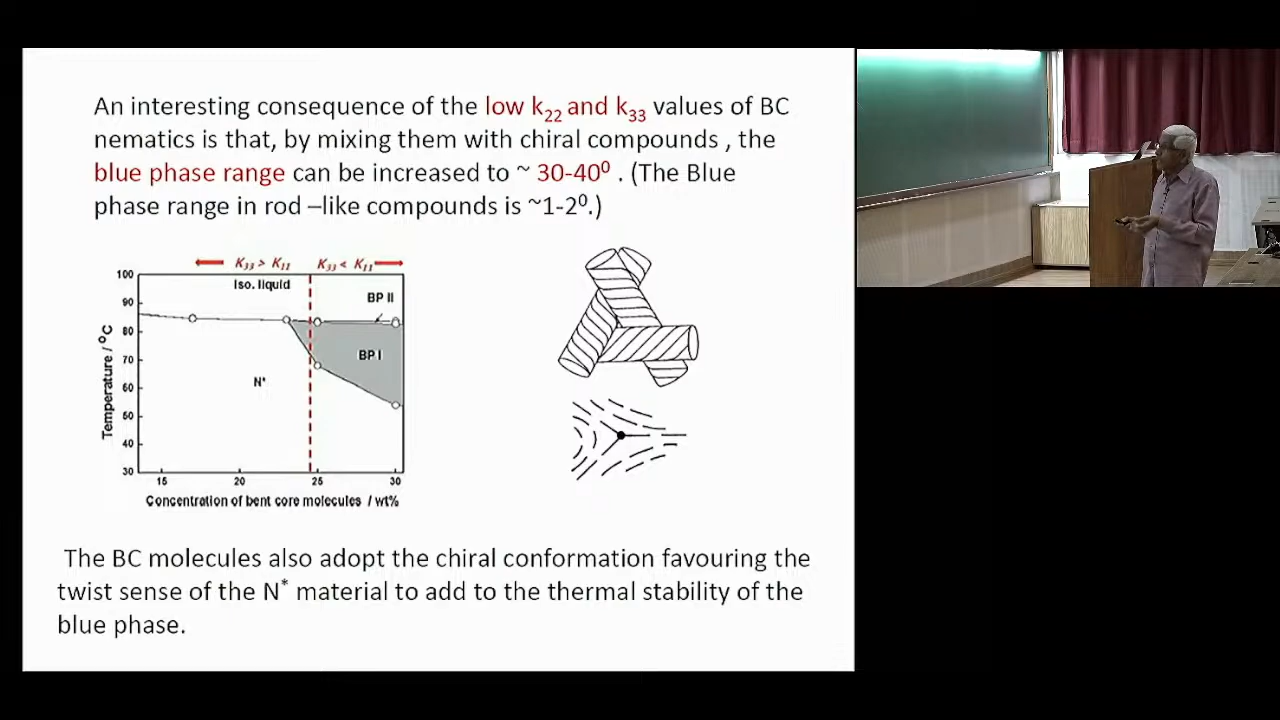 An interesting consequence of the low k₂₂ and k₃₃ values of BC
nematics is that, by mixing them with chiral compounds , the
blue phase range can be increased to ~ 30-40⁰ . (The Blue
phase range in rod –like compounds is ~1-2⁰.)
K₃₃ > K₁₁ K₃₃ < K₁₁
Iso. liquid
BP II
BP I
N*
Temperature / °C
100
90
80
70
60
50
40
30
15 20 25 30
Concentration of bent core molecules / wt%
The BC molecules also adopt the chiral conformation favouring the
twist sense of the N* material to add to the thermal stability of the
blue phase.